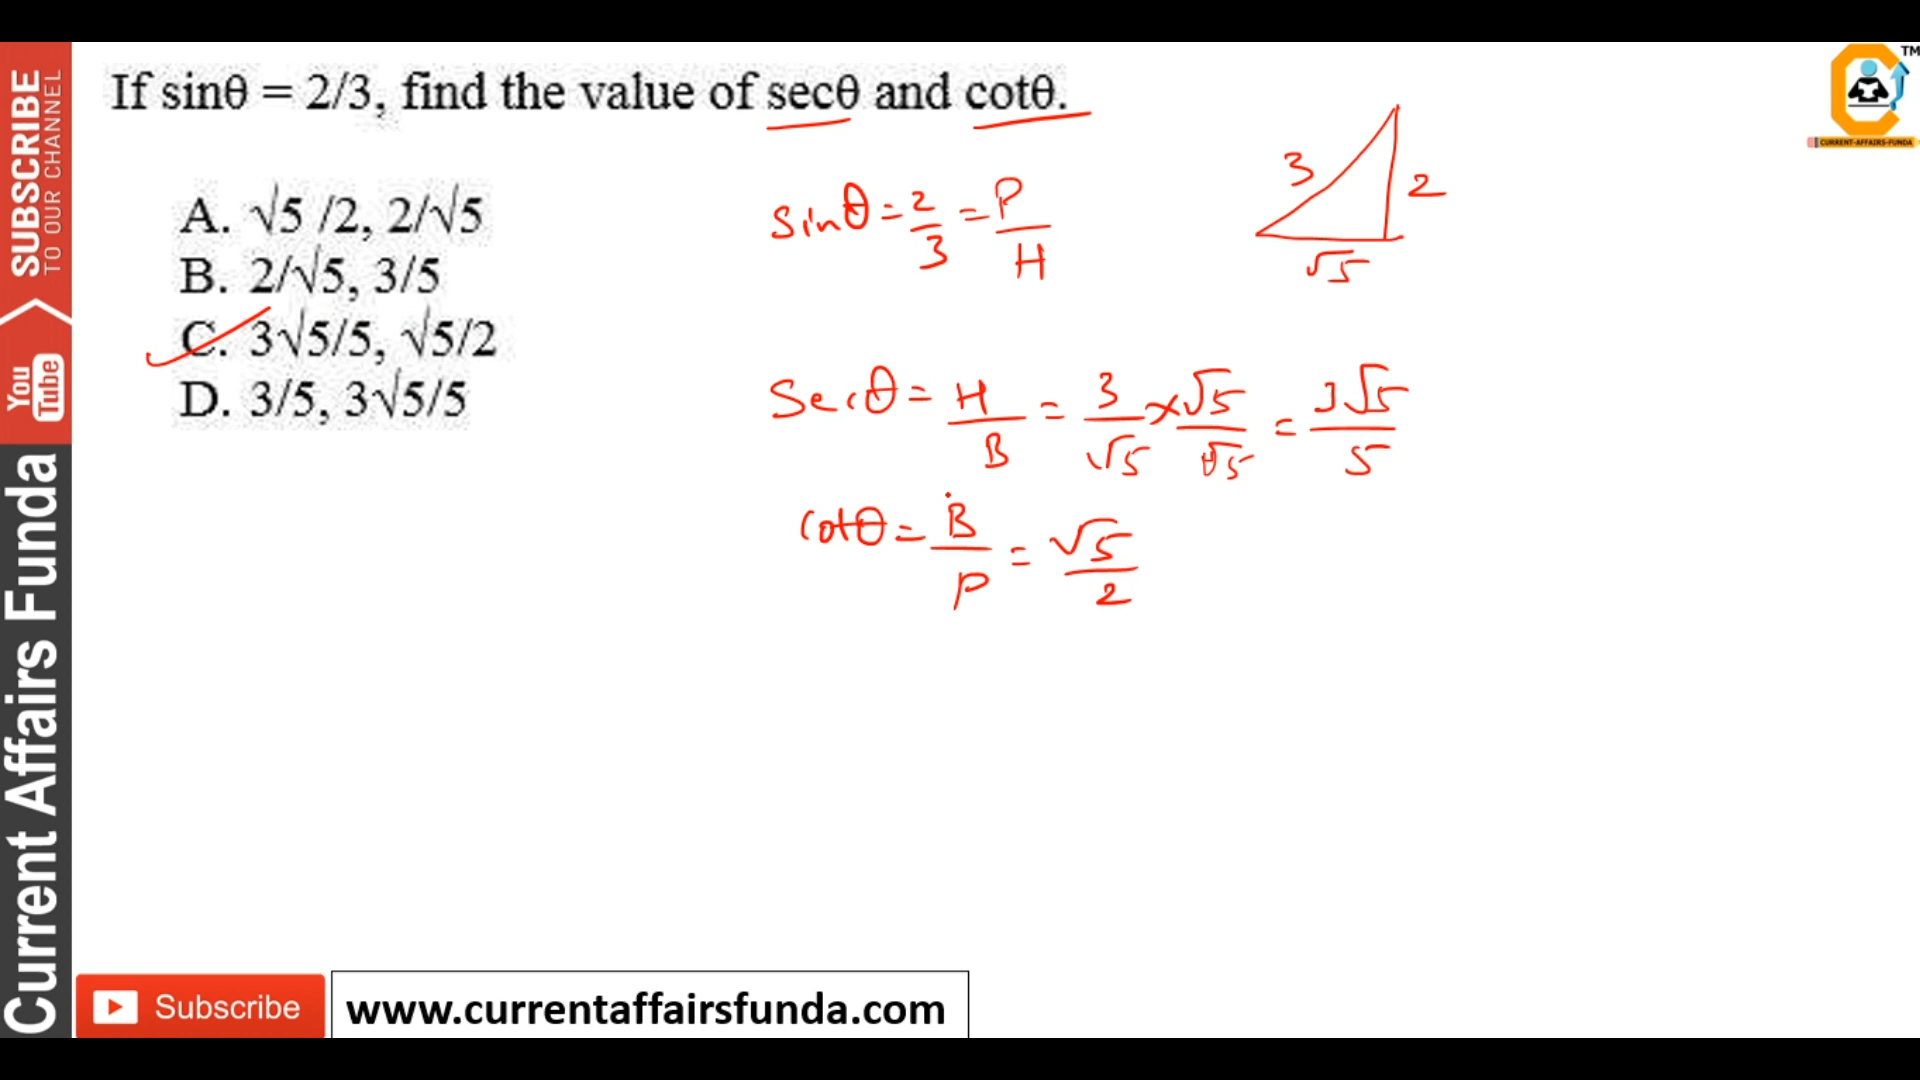 If sinθ = 2/3, find the value of secθ and cotθ.
A. √5 /2, 2/√5
B. 2/√5, 3/5
C. 3√5/5, √5/2
D. 3/5, 3√5/5
sinθ = 2/3 = P/H
3
2
√5
Secθ = H/B = 3/√5 × √5/√5 = 3√5/5
cotθ = B/P = √5/2
SUBSCRIBE
TO OUR CHANNEL
You
Tube
Current Affairs Funda
TM
CURRENT-AFFAIRS-FUNDA
Subscribe
www.currentaffairsfunda.com